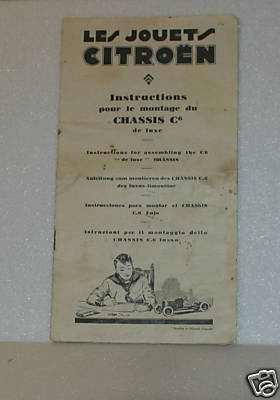 LES JOUETS
CITROËN
Instructions
pour le montage du
CHASSIS C6
de luxe
Instructions for assembling the C6
"de luxe" CHÂSSIS
Anleitung zum montieren des CHASSIS C.6
der luxus-limousine
Instrucciones para montar el CHASSIS
C.6 lujo
Istruzioni per il montaggio dello
CHASSIS C.6 lusso